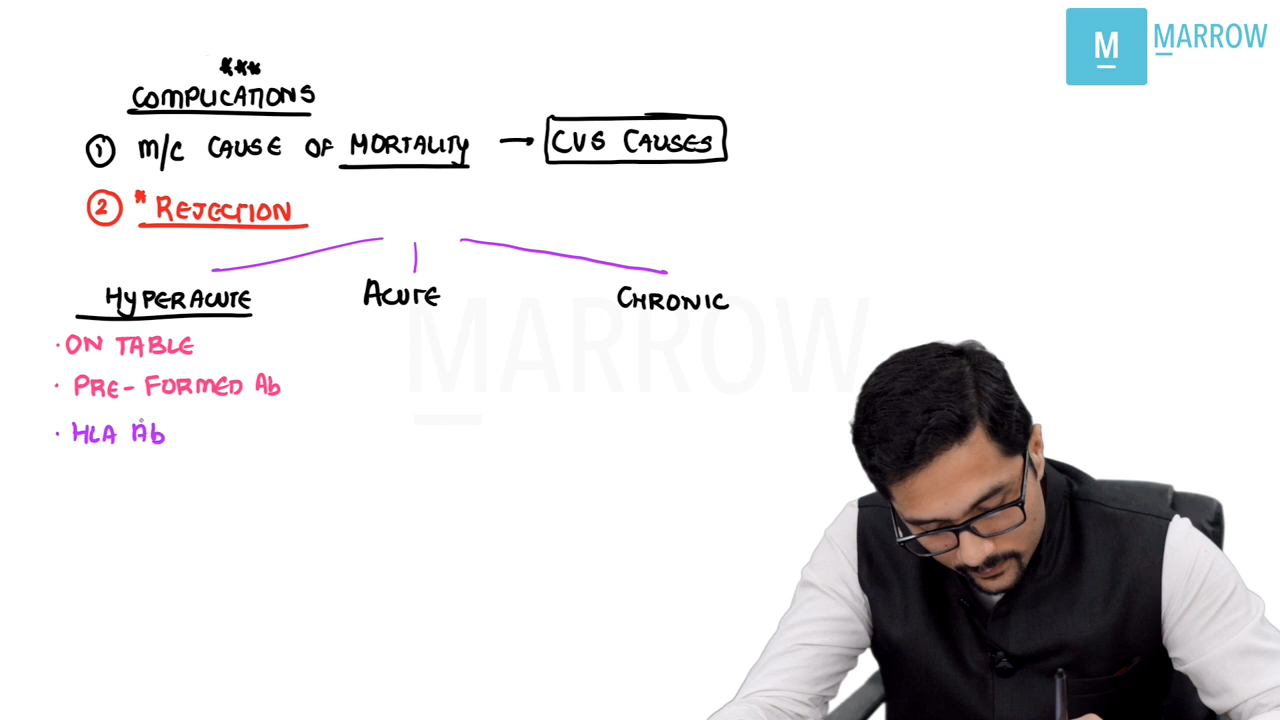 ***
COMPLICATIONS
① M/C CAUSE OF MORTALITY → CVS CAUSES
② * REJECTION
HYPERACUTE ACUTE CHRONIC
· ON TABLE
· PRE-FORMED Ab
· HLA Ab
M MARROW
MARROW